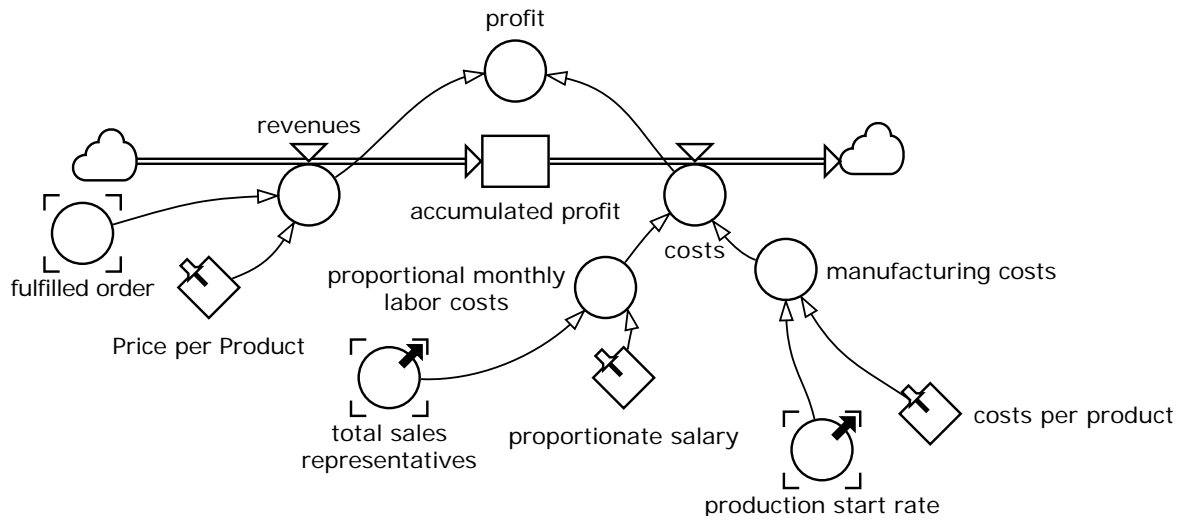 profit
revenues
accumulated profit
costs
fulfilled order
proportional monthly
labor costs
manufacturing costs
Price per Product
total sales
representatives
proportionate salary
costs per product
production start rate